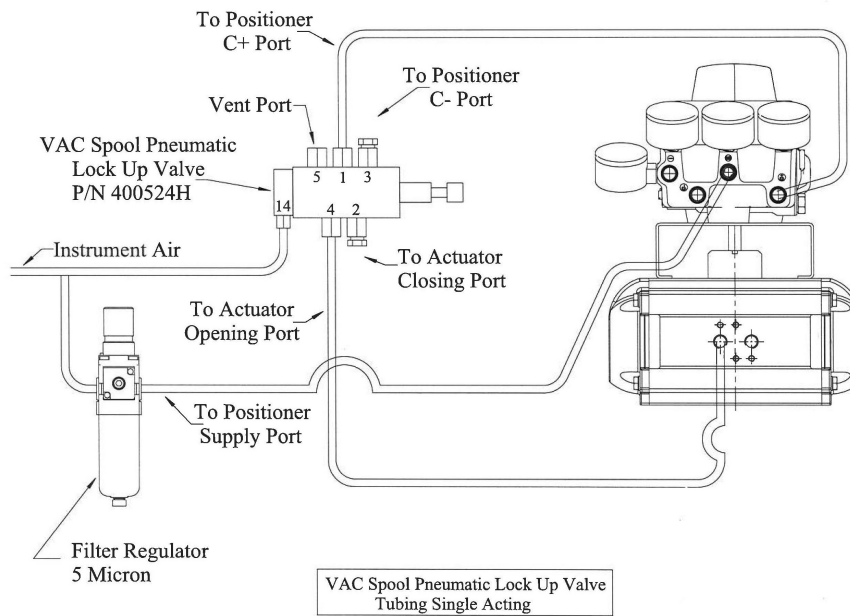 To Positioner
C+ Port
To Positioner
C- Port
Vent Port
VAC Spool Pneumatic
Lock Up Valve
P/N 400524H
5 1 3
14
4 2
Instrument Air
To Actuator
Closing Port
To Actuator
Opening Port
To Positioner
Supply Port
Filter Regulator
5 Micron
VAC Spool Pneumatic Lock Up Valve
Tubing Single Acting